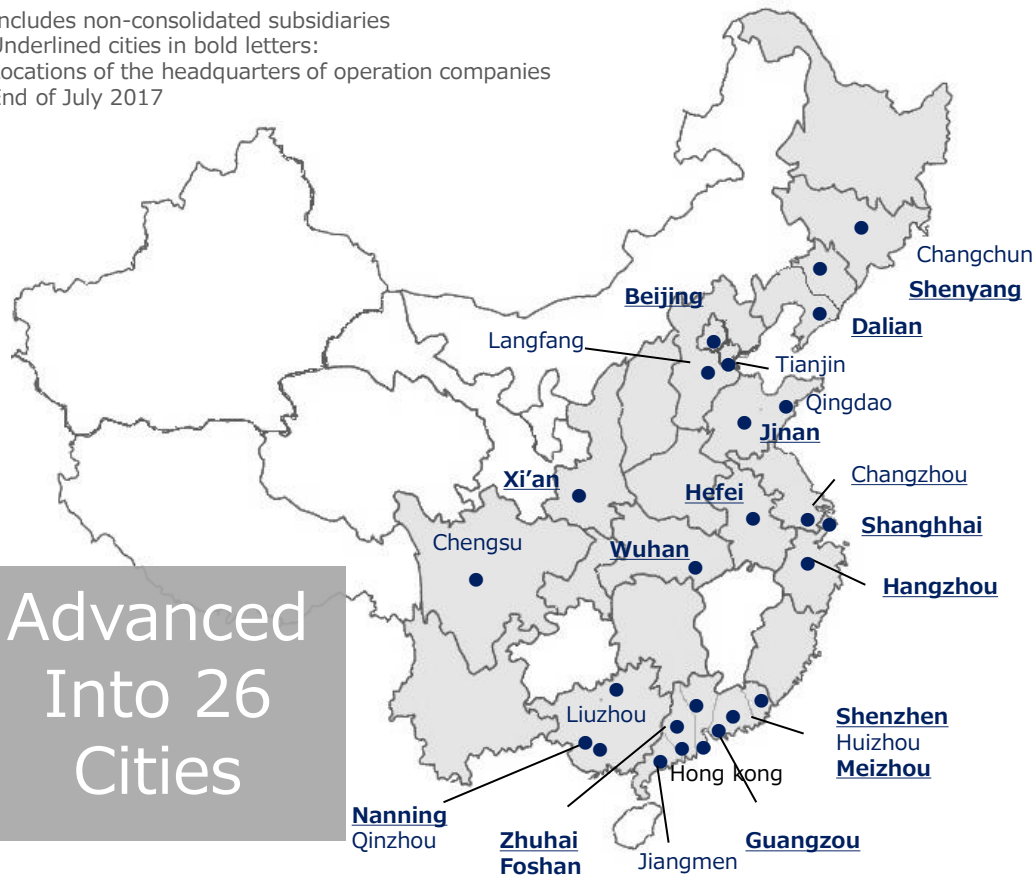 ncludes non-consolidated subsidiaries
Underlined cities in bold letters:
ocations of the headquarters of operation companies
End of July 2017
Changchun
Shenyang
Beijing
Dalian
Langfang
Tianjin
Qingdao
Jinan
Xi'an
Hefei
Changzhou
Shanghhai
Chengsu
Wuhan
Hangzhou
Advanced
Into 26
Cities
Liuzhou
Shenzhen
Huizhou
Meizhou
Hong kong
Nanning
Qinzhou
Zhuhai
Foshan
Jiangmen
Guangzou